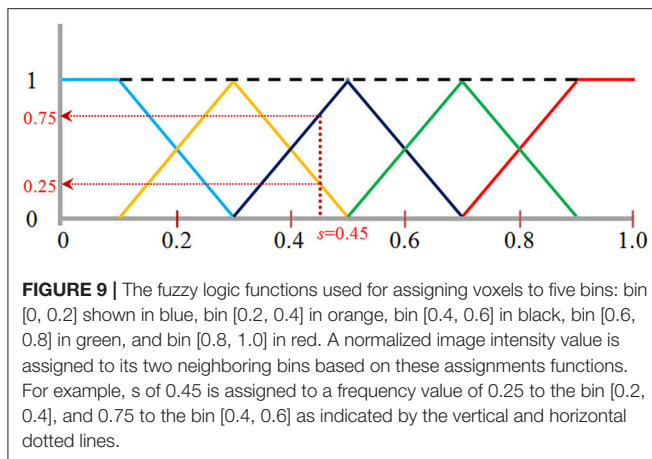 1
0.75
0.25
0
0 0.2 0.4 s=0.45 0.6 0.8 1.0
FIGURE 9 | The fuzzy logic functions used for assigning voxels to five bins: bin
[0, 0.2] shown in blue, bin [0.2, 0.4] in orange, bin [0.4, 0.6] in black, bin [0.6,
0.8] in green, and bin [0.8, 1.0] in red. A normalized image intensity value is
assigned to its two neighboring bins based on these assignments functions.
For example, s of 0.45 is assigned to a frequency value of 0.25 to the bin [0.2,
0.4], and 0.75 to the bin [0.4, 0.6] as indicated by the vertical and horizontal
dotted lines.